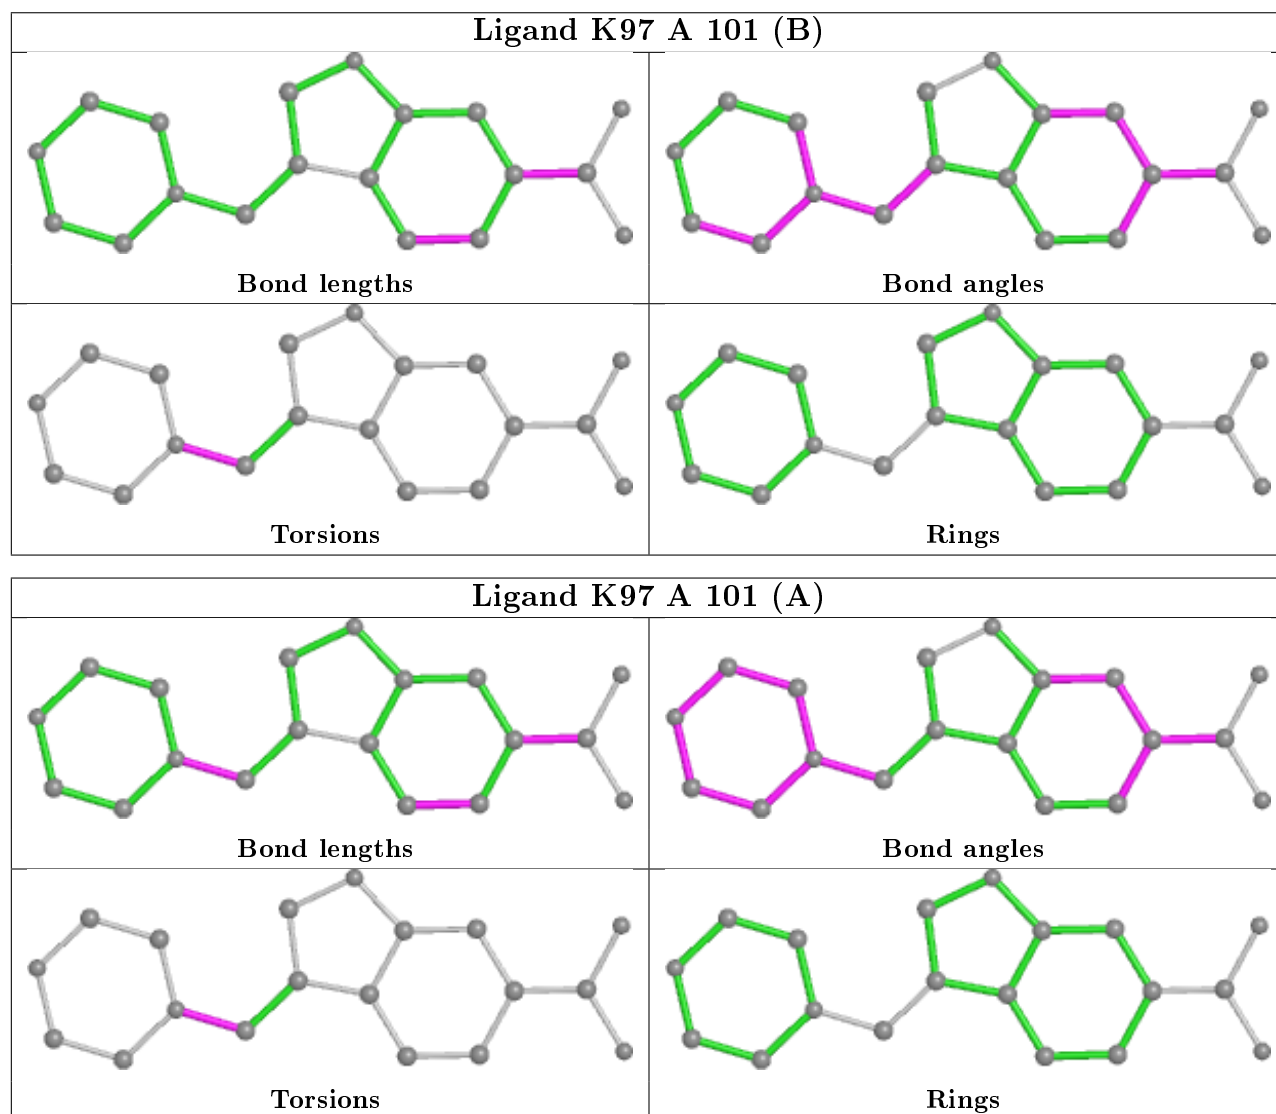 Ligand K97 A 101 (B)
Bond lengths
Bond angles
Torsions
Rings
Ligand K97 A 101 (A)
Bond lengths
Bond angles
Torsions
Rings